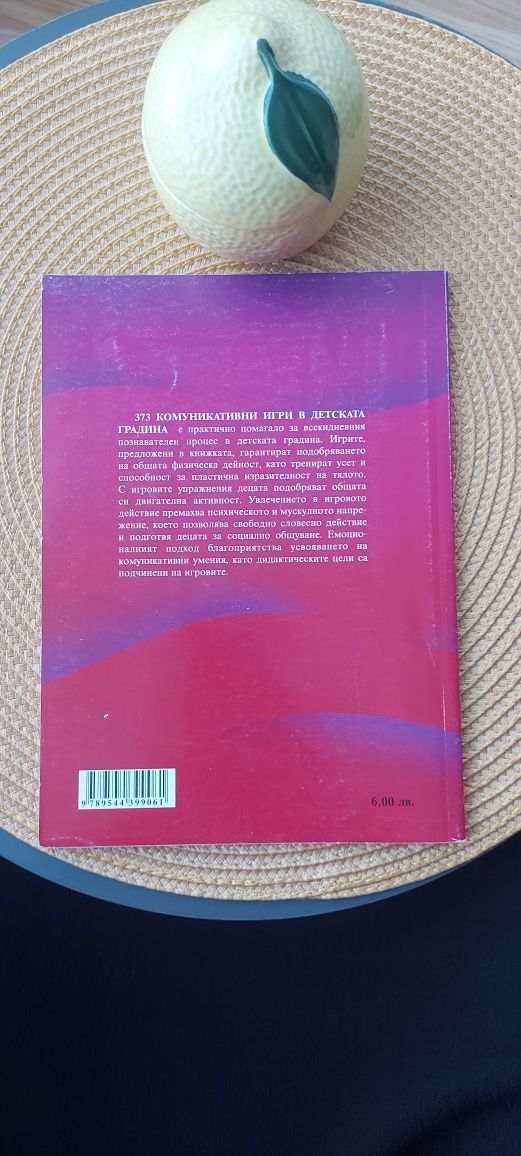 373 КОМУНИКАТИВНИ ИГРИ В ДЕТСКАТА
ГРАДИНА е практично помагало за всекидневния
познавателен процес в детската градина. Игрите,
предложени в книжката, гарантират подобряването
на общата физическа дейност, като тренират усет и
способност за пластична изразителност на тялото.
С игровите упражнения децата подобряват общата
си двигателна активност. Увлечението в игровото
действие премахва психическото и мускулното напре-
жение, което позволява свободно словесно действие
и подготвя децата за социално общуване. Емоцио-
налният подход благоприятства усвояването на
комуникативни умения, като дидактическите цели са
подчинени на игровите.
9 789544 399061
6,00 лв.